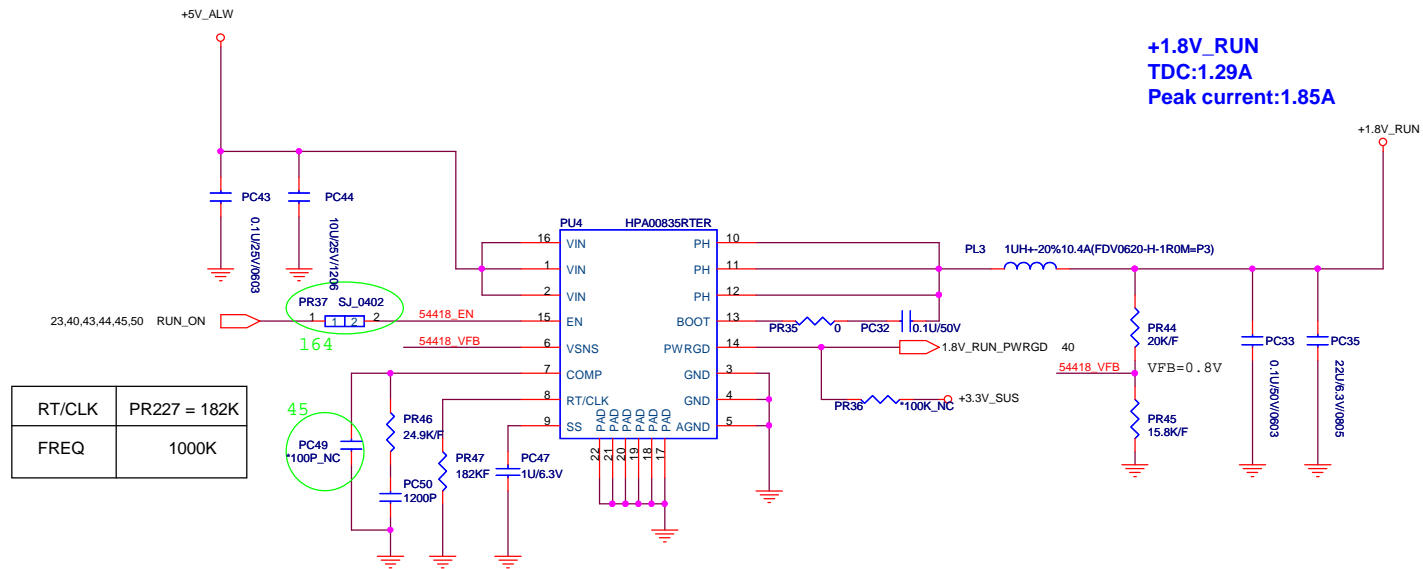 +5V_ALW
+1.8V_RUN
TDC:1.29A
Peak current:1.85A
+1.8V_RUN
PC43
0.1U/25V/0603
PC44
10U/25V/1206
PU4 HPA00835RTER
16 VIN
1 VIN
2 VIN
15 EN
6 VSNS
7 COMP
8 RT/CLK
9 SS
PH 10
PH 11
PH 12
BOOT 13
PWRGD 14
GND 3
GND 4
AGND 5
PAD PAD PAD PAD PAD PAD
22 21 20 19 18 17
PL3 1UH+-20%10.4A(FDV0620-H-1R0M=P3)
PR37 SJ_0402
1 1 2 2
164
23,40,43,44,45,50 RUN_ON
54418_EN
54418_VFB
PR35 0
PC32 0.1U/50V
1.8V_RUN_PWRGD 40
PR36 *100K_NC
+3.3V_SUS
PR44
20K/F
54418_VFB
VFB=0.8V
PR45
15.8K/F
PC33
0.1U/50V/0603
PC35
22U/6.3V/0805
RT/CLK PR227 = 182K
FREQ 1000K
45
PC49
*100P_NC
PR46
24.9K/F
PC50
1200P
PR47
182KF
PC47
1U/6.3V